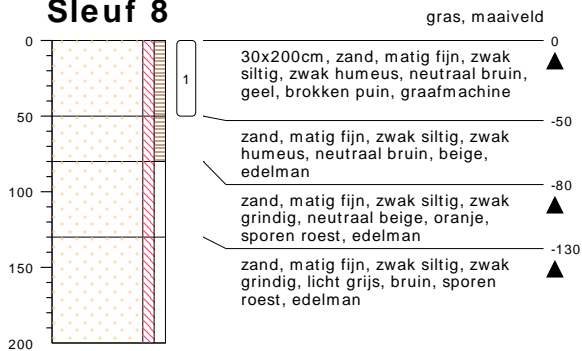 Sleuf 8
gras, maaiveld
0
0
30x200cm, zand, matig fijn, zwak
siltig, zwak humeus, neutraal bruin,
geel, brokken puin, graafmachine
1
50
-50
zand, matig fijn, zwak siltig, zwak
humeus, neutraal bruin, beige,
edelman
-80
100
zand, matig fijn, zwak siltig, zwak
grindig, neutraal beige, oranje,
sporen roest, edelman
-130
150
zand, matig fijn, zwak siltig, zwak
grindig, licht grijs, bruin, sporen
roest, edelman
200